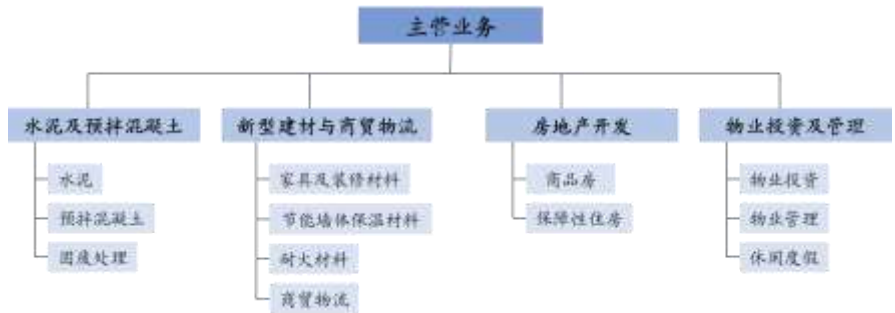 主营业务
水泥及预拌混凝土
新型建材与商贸物流
房地产开发
物业投资及管理
水泥
预拌混凝土
固废处理
家具及装修材料
节能墙体保温材料
耐火材料
商贸物流
商品房
保障性住房
物业投资
物业管理
休闲度假